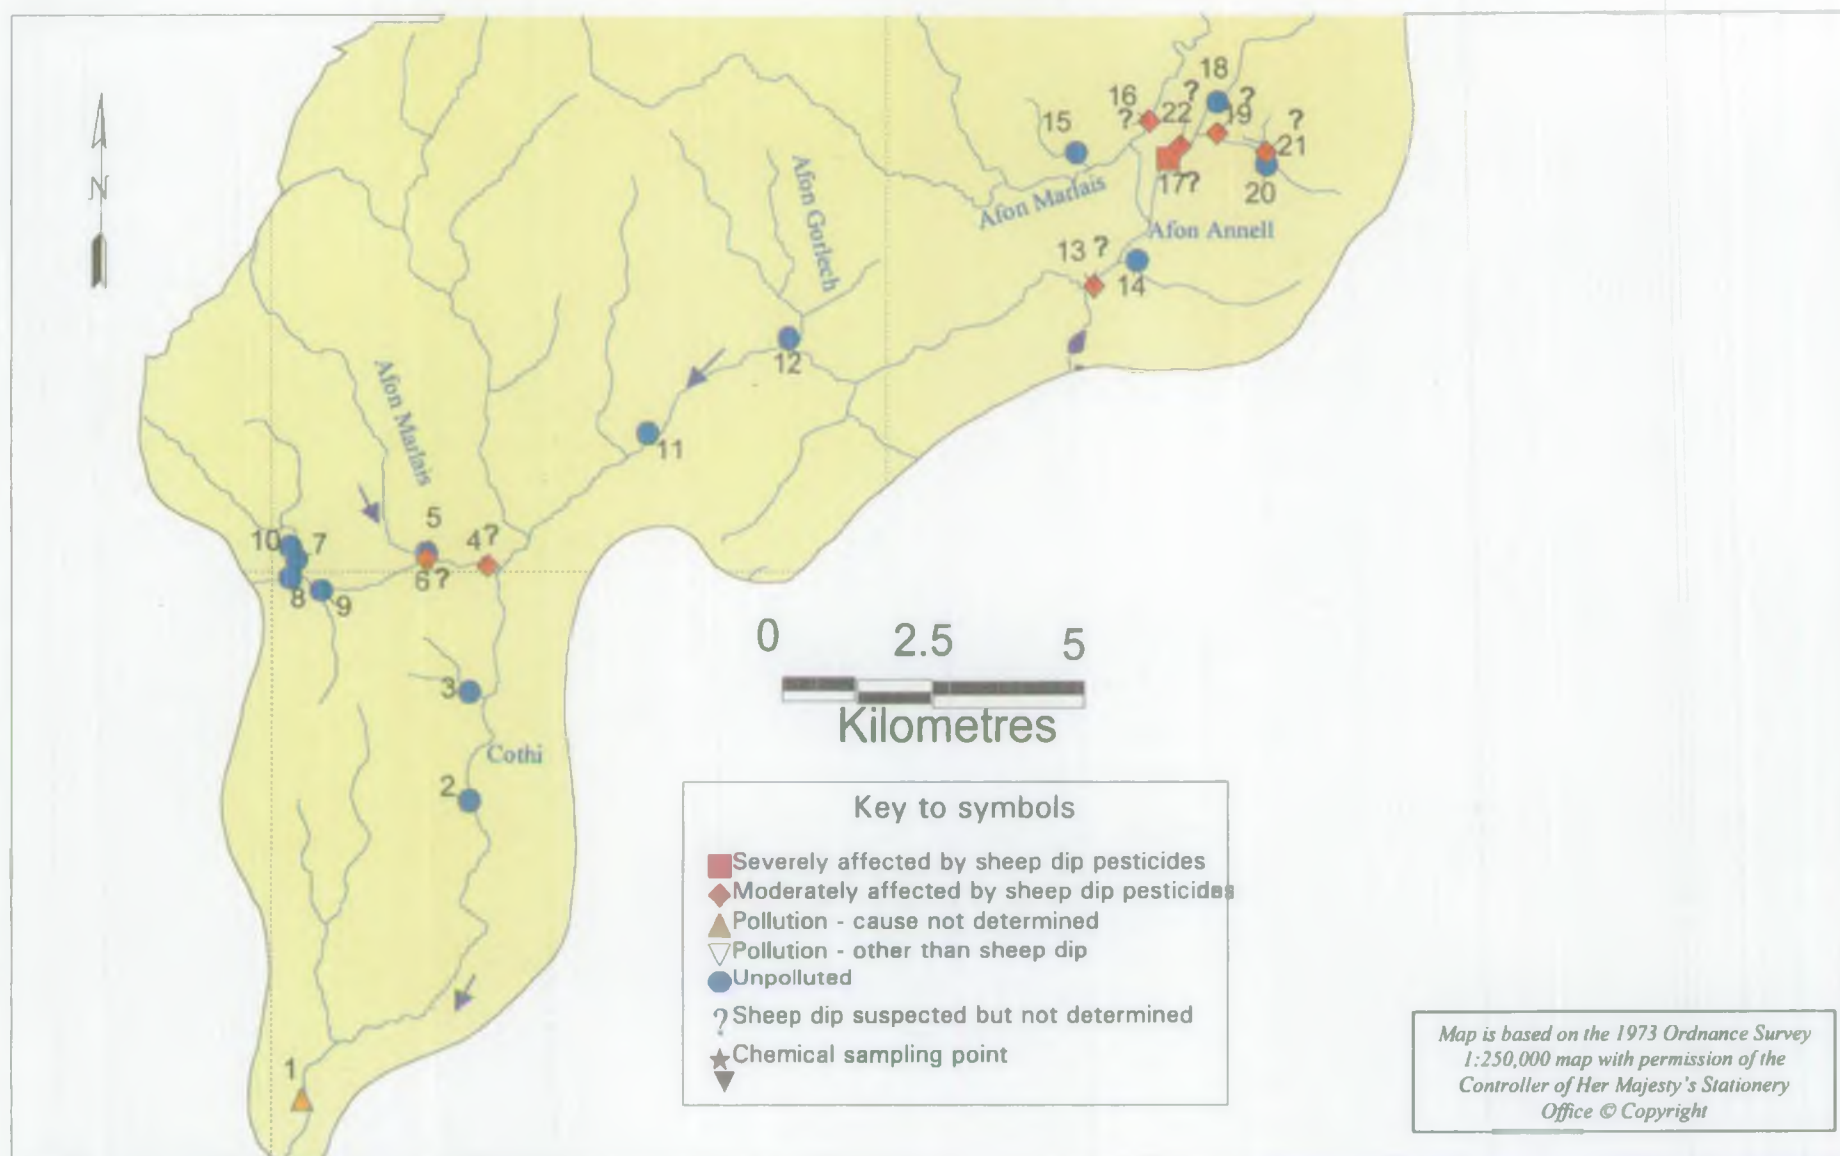 18
16
?
?
22
19
?
15
?
21
17?
20
Afon Gorlech
Afon Marlais
Afon Annell
N
13 ?
14
12
Afon Marlais
11
5
4?
10
7
6?
8
9
0
2.5
5
Kilometres
3
Cothi
2
1
Key to symbols
Severely affected by sheep dip pesticides
Moderately affected by sheep dip pesticides
Pollution - cause not determined
Pollution - other than sheep dip
Unpolluted
? Sheep dip suspected but not determined
Chemical sampling point
Map is based on the 1973 Ordnance Survey
1:250,000 map with permission of the
Controller of Her Majesty's Stationery
Office © Copyright